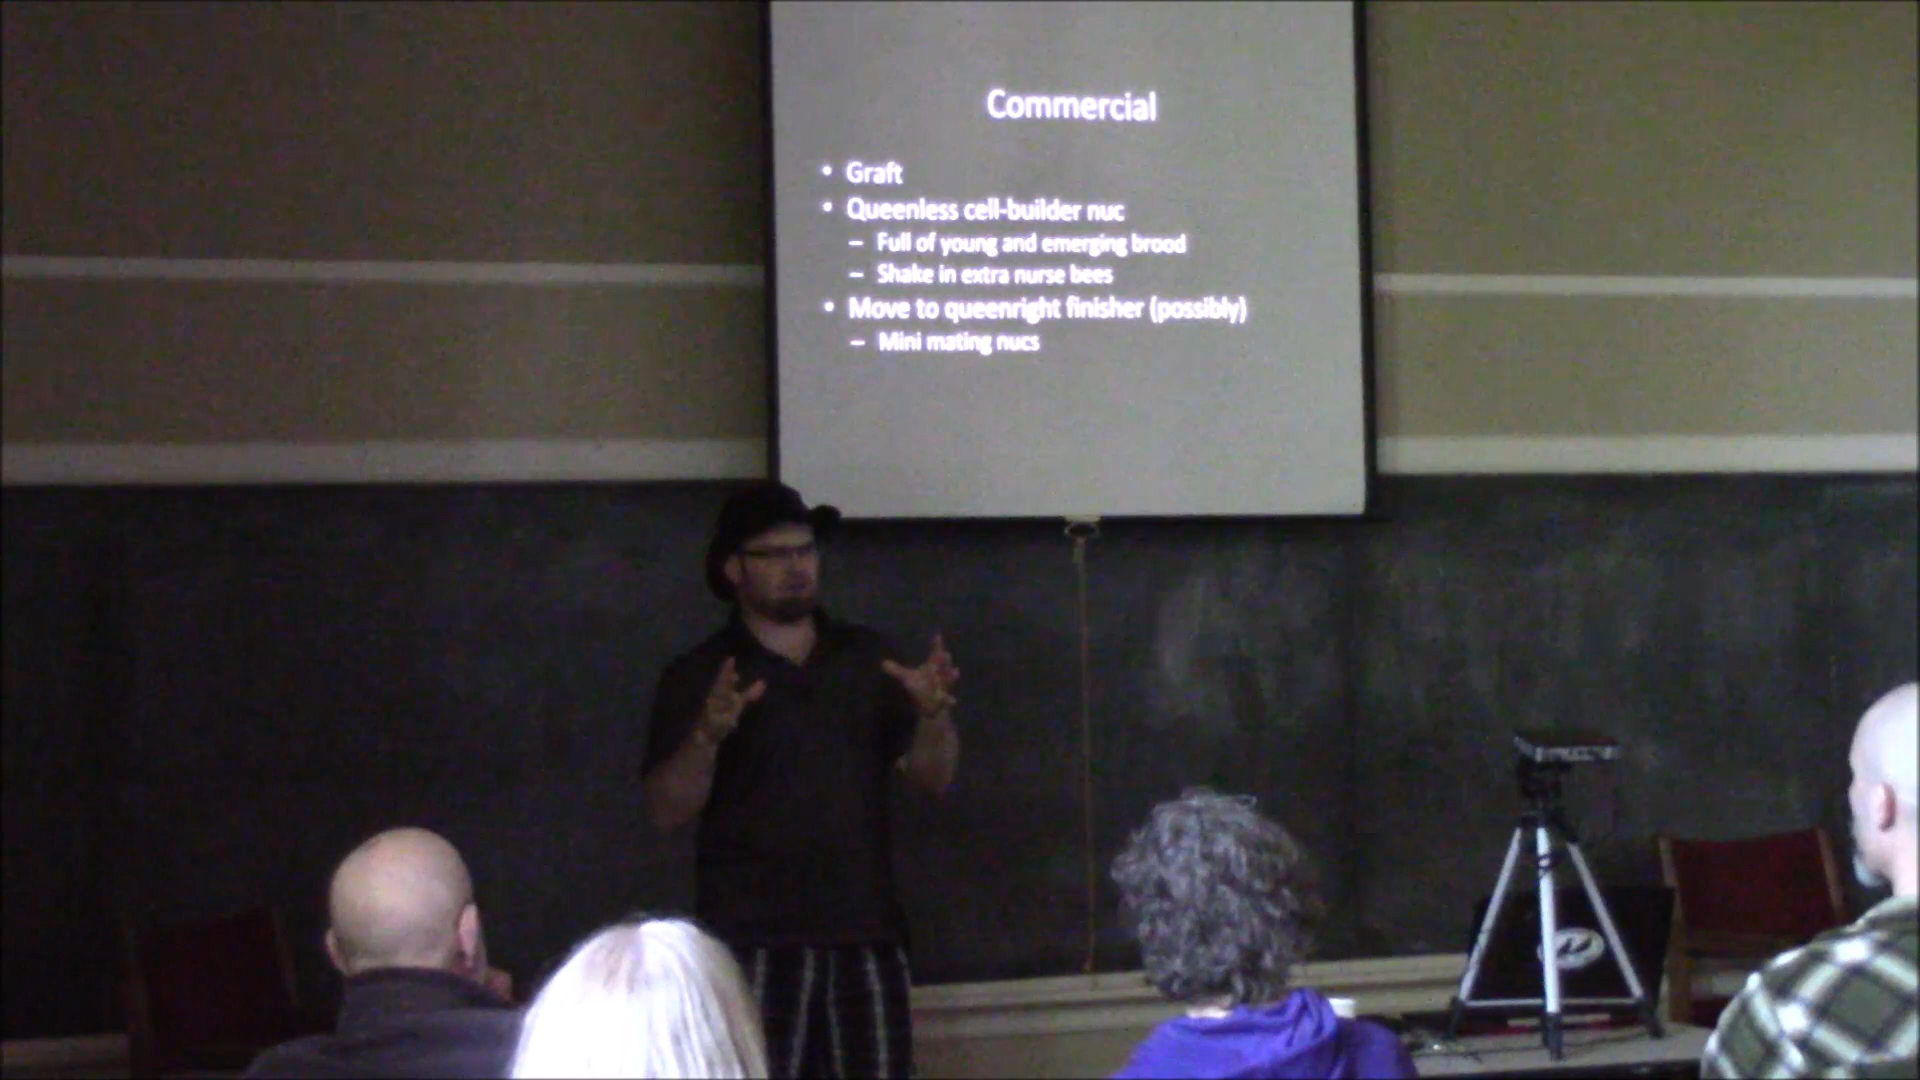 Commercial
• Graft
• Queenless cell-builder nuc
– Full of young and emerging brood
– Shake in extra nurse bees
• Move to queenright finisher (possibly)
– Mini mating nucs